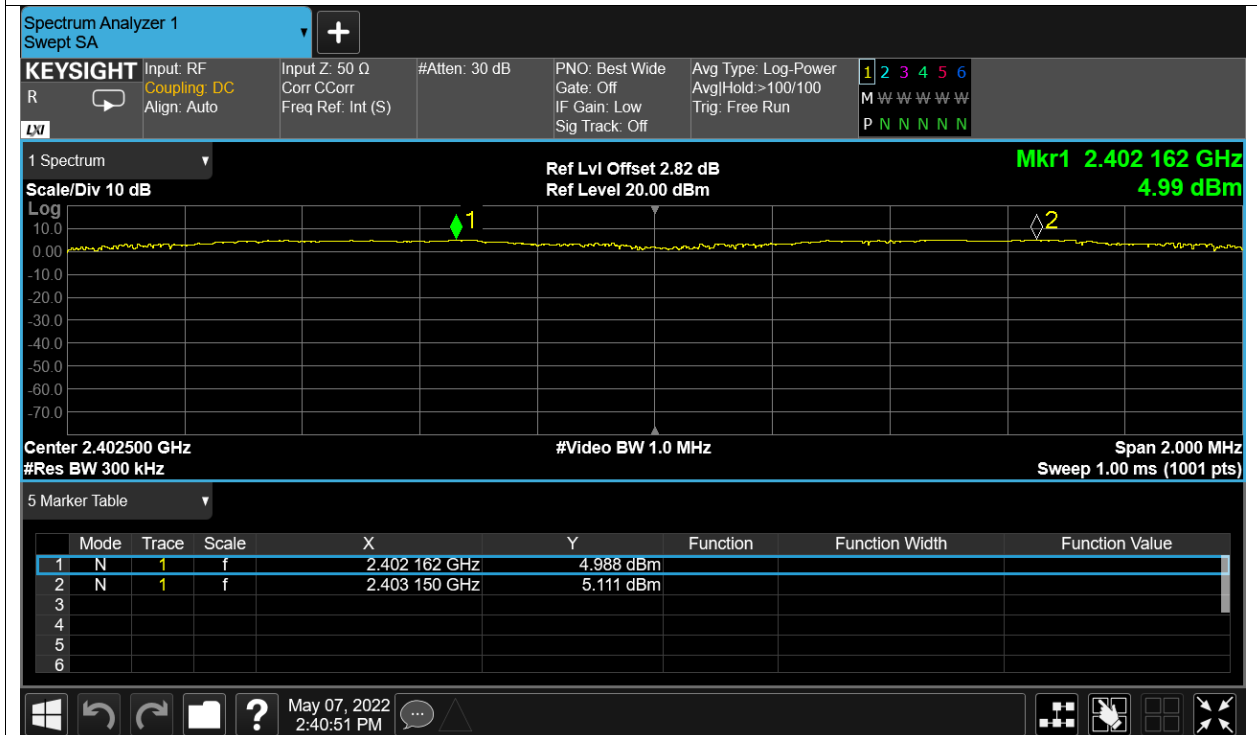 Spectrum Analyzer 1
Swept SA
+
KEYSIGHT Input: RF Input Z: 50 Ω #Atten: 30 dB PNO: Best Wide Avg Type: Log-Power 1 2 3 4 5 6
R Coupling: DC Corr CCorr Gate: Off Avg|Hold:>100/100 M W W W W W
Align: Auto Freq Ref: Int (S) IF Gain: Low Trig: Free Run P N N N N N
LXI Sig Track: Off
1 Spectrum Ref Lvl Offset 2.82 dB Mkr1 2.402 162 GHz
Scale/Div 10 dB Ref Level 20.00 dBm 4.99 dBm
Log
1 2
10.0
0.00
-10.0
-20.0
-30.0
-40.0
-50.0
-60.0
-70.0
Center 2.402500 GHz #Video BW 1.0 MHz Span 2.000 MHz
#Res BW 300 kHz Sweep 1.00 ms (1001 pts)
5 Marker Table
Mode Trace Scale X Y Function Function Width Function Value
1 N 1 f 2.402 162 GHz 4.988 dBm
2 N 1 f 2.403 150 GHz 5.111 dBm
3
4
5
6
? May 07, 2022
2:40:51 PM